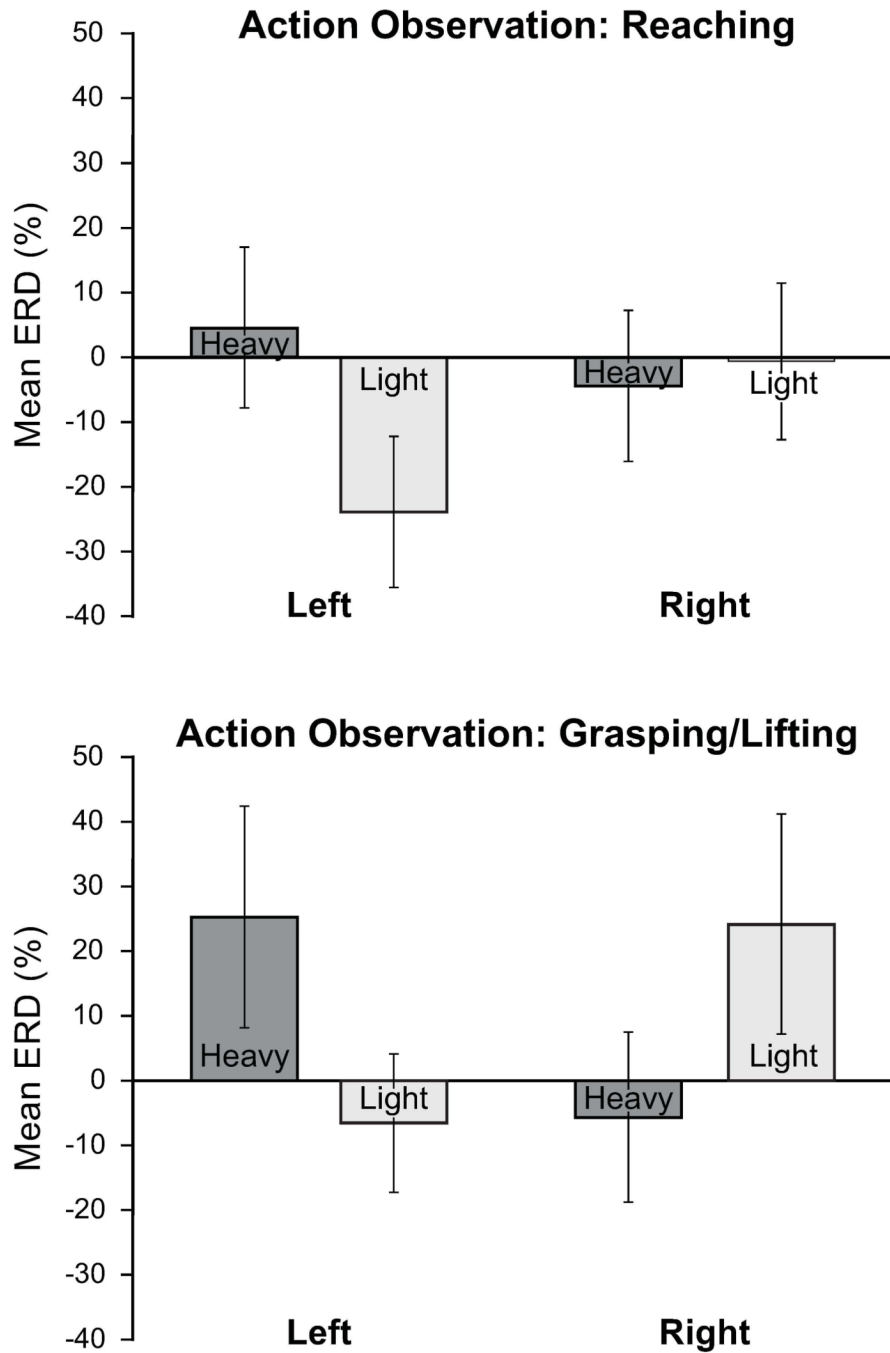 Action Observation: Reaching
Mean ERD (%)
50
40
30
20
10
0
-10
-20
-30
-40
Heavy
Light
Heavy
Light
Left
Right
Action Observation: Grasping/Lifting
Mean ERD (%)
50
40
30
20
10
0
-10
-20
-30
-40
Heavy
Light
Heavy
Light
Left
Right